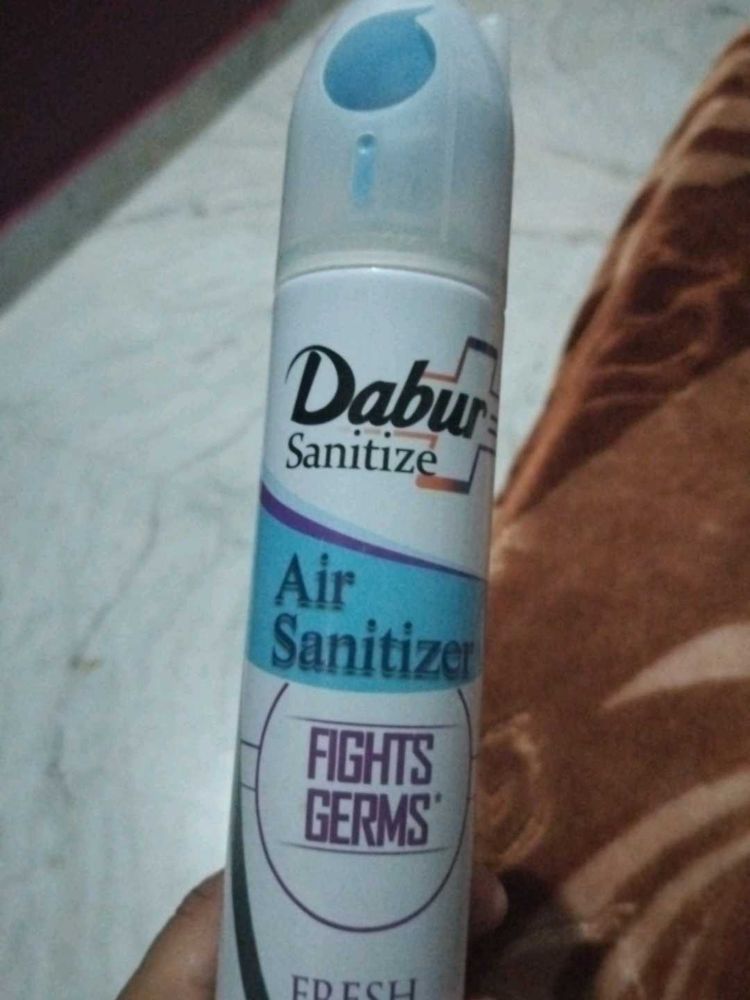 Dabur
Sanitize
Air
Sanitizer
FIGHTS
GERMS*
FRESH